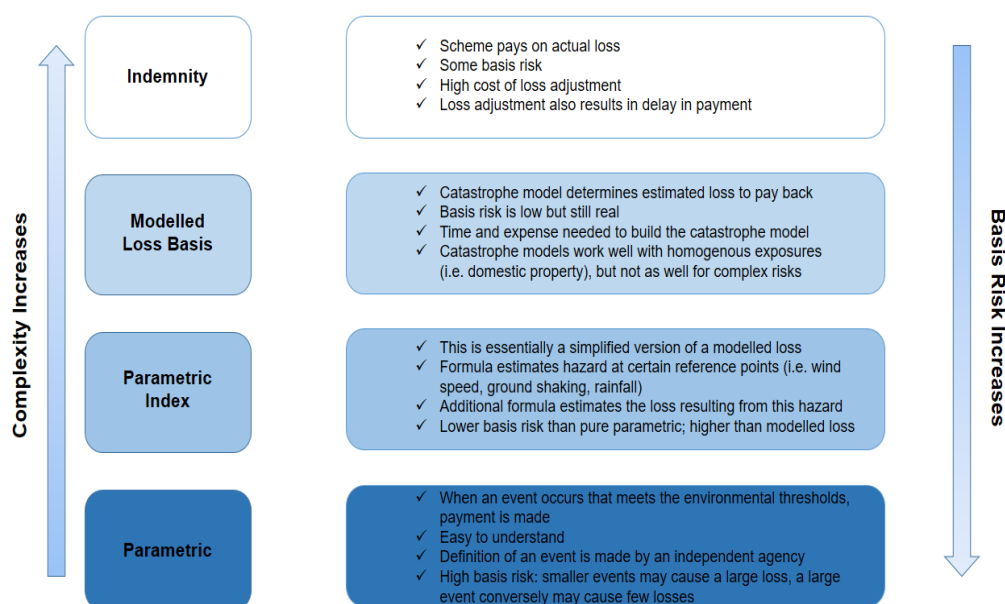 Complexity Increases
Indemnity
✓ Scheme pays on actual loss
✓ Some basis risk
✓ High cost of loss adjustment
✓ Loss adjustment also results in delay in payment
Modelled
Loss Basis
✓ Catastrophe model determines estimated loss to pay back
✓ Basis risk is low but still real
✓ Time and expense needed to build the catastrophe model
✓ Catastrophe models work well with homogenous exposures
(i.e. domestic property), but not as well for complex risks
Parametric
Index
✓ This is essentially a simplified version of a modelled loss
✓ Formula estimates hazard at certain reference points (i.e. wind
speed, ground shaking, rainfall)
✓ Additional formula estimates the loss resulting from this hazard
✓ Lower basis risk than pure parametric; higher than modelled loss
Parametric
✓ When an event occurs that meets the environmental thresholds,
payment is made
✓ Easy to understand
✓ Definition of an event is made by an independent agency
✓ High basis risk: smaller events may cause a large loss, a large
event conversely may cause few losses
Basis Risk Increases